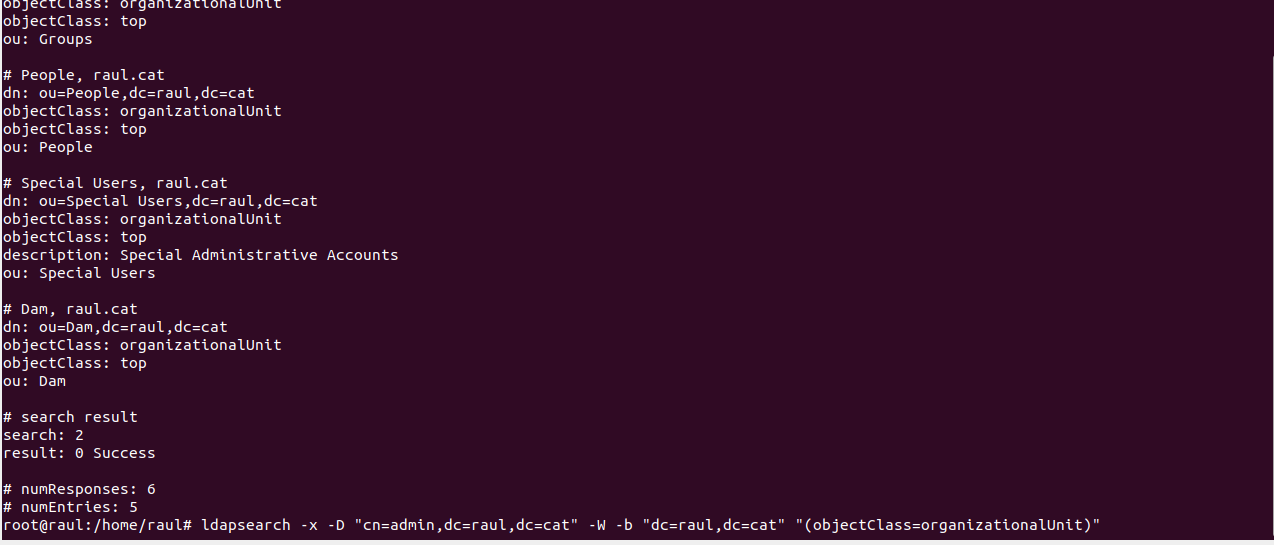 objectClass: organizationalUnit
objectClass: top
ou: Groups

# People, raul.cat
dn: ou=People,dc=raul,dc=cat
objectClass: organizationalUnit
objectClass: top
ou: People

# Special Users, raul.cat
dn: ou=Special Users,dc=raul,dc=cat
objectClass: organizationalUnit
objectClass: top
description: Special Administrative Accounts
ou: Special Users

# Dam, raul.cat
dn: ou=Dam,dc=raul,dc=cat
objectClass: organizationalUnit
objectClass: top
ou: Dam

# search result
search: 2
result: 0 Success

# numResponses: 6
# numEntries: 5
root@raul:/home/raul# ldapsearch -x -D "cn=admin,dc=raul,dc=cat" -W -b "dc=raul,dc=cat" "(objectClass=organizationalUnit)"